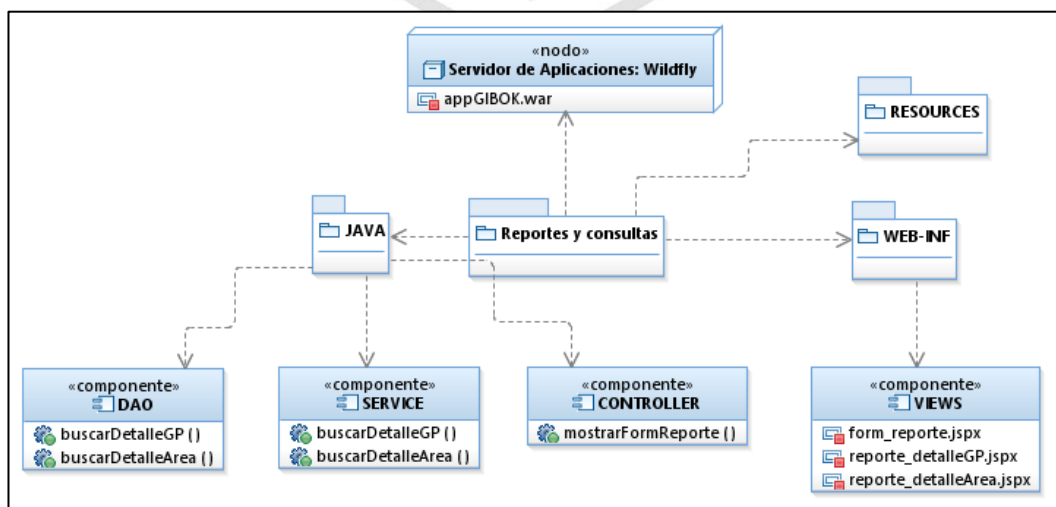 «nodo»
Servidor de Aplicaciones: Wildfly
appGIBOK.war
RESOURCES
JAVA
Reportes y consultas
WEB-INF
«componente»
DAO
buscarDetalleGP ()
buscarDetalleArea ()
«componente»
SERVICE
buscarDetalleGP ()
buscarDetalleArea ()
«componente»
CONTROLLER
mostrarFormReporte ()
«componente»
VIEWS
form_reporte.jspx
reporte_detalleGP.jspx
reporte_detalleArea.jspx